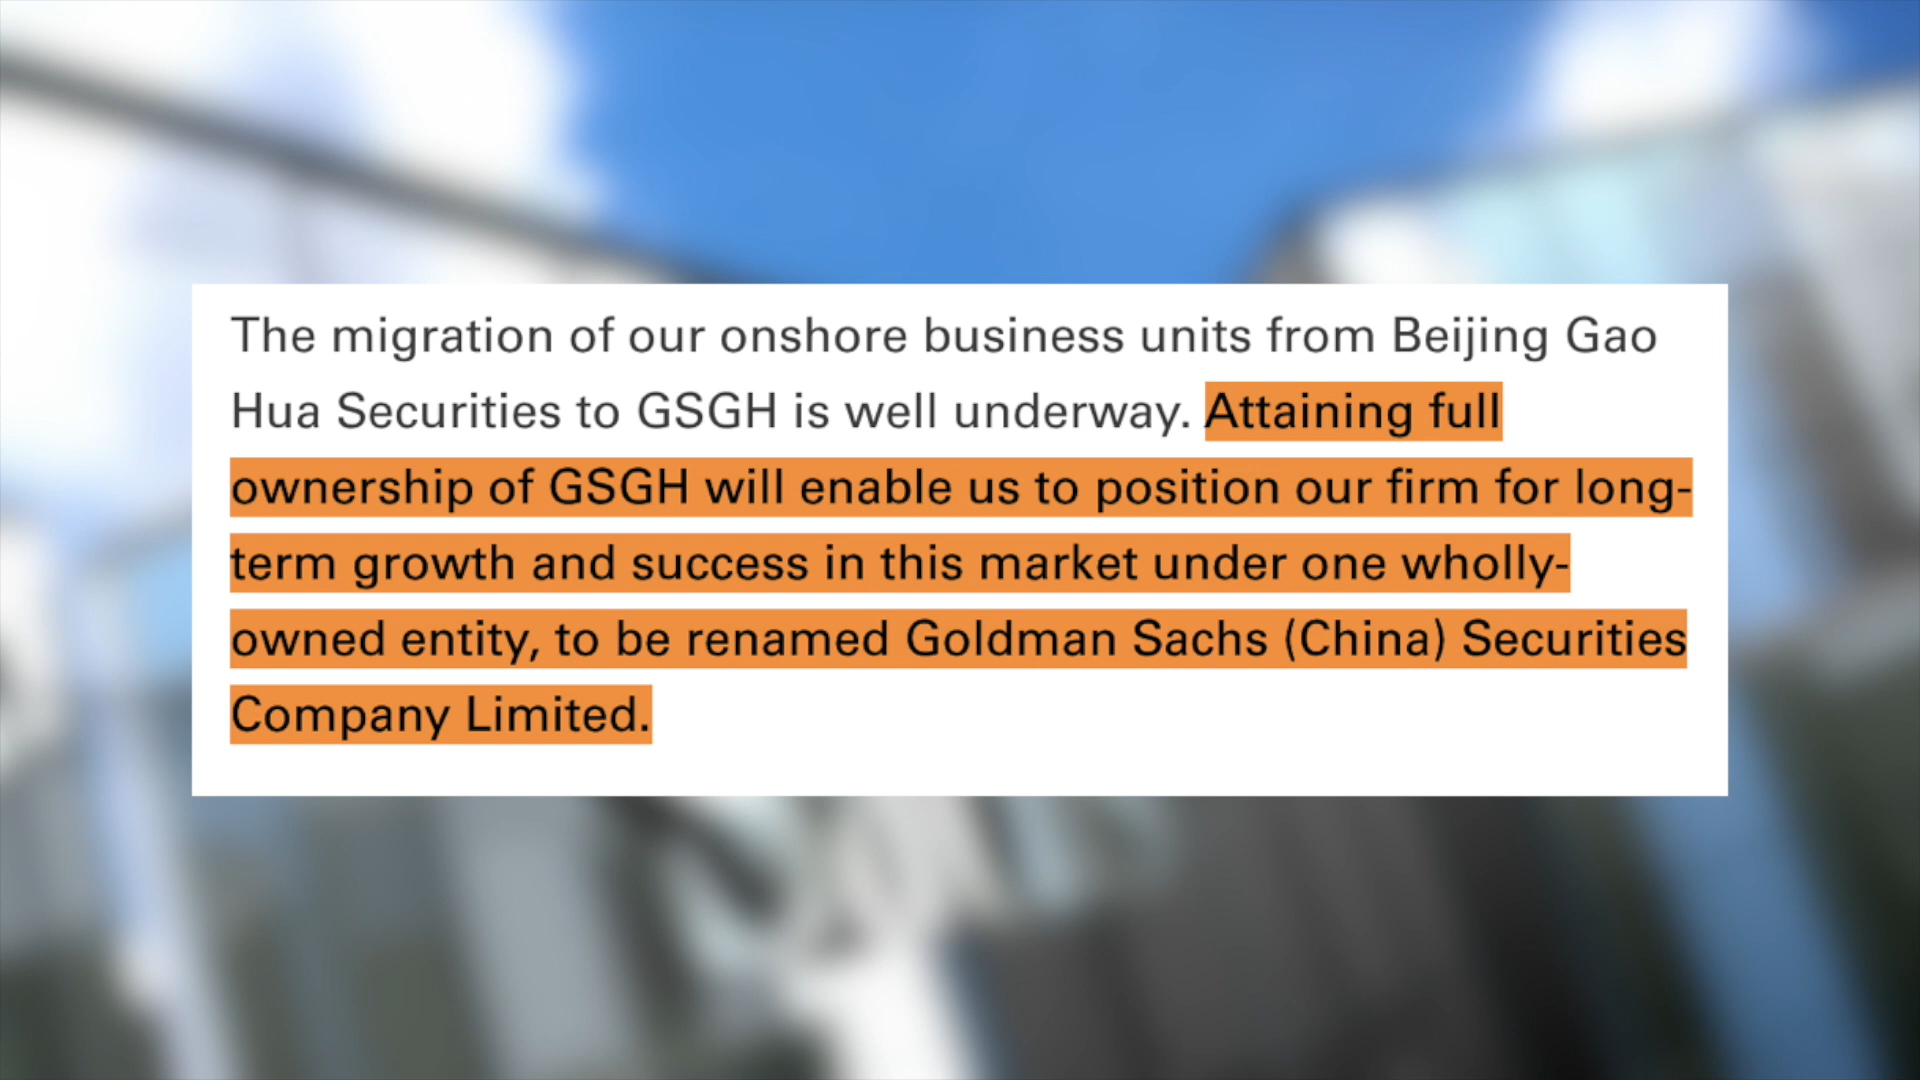 The migration of our onshore business units from Beijing Gao
Hua Securities to GSGH is well underway. Attaining full
ownership of GSGH will enable us to position our firm for long-
term growth and success in this market under one wholly-
owned entity, to be renamed Goldman Sachs (China) Securities
Company Limited.